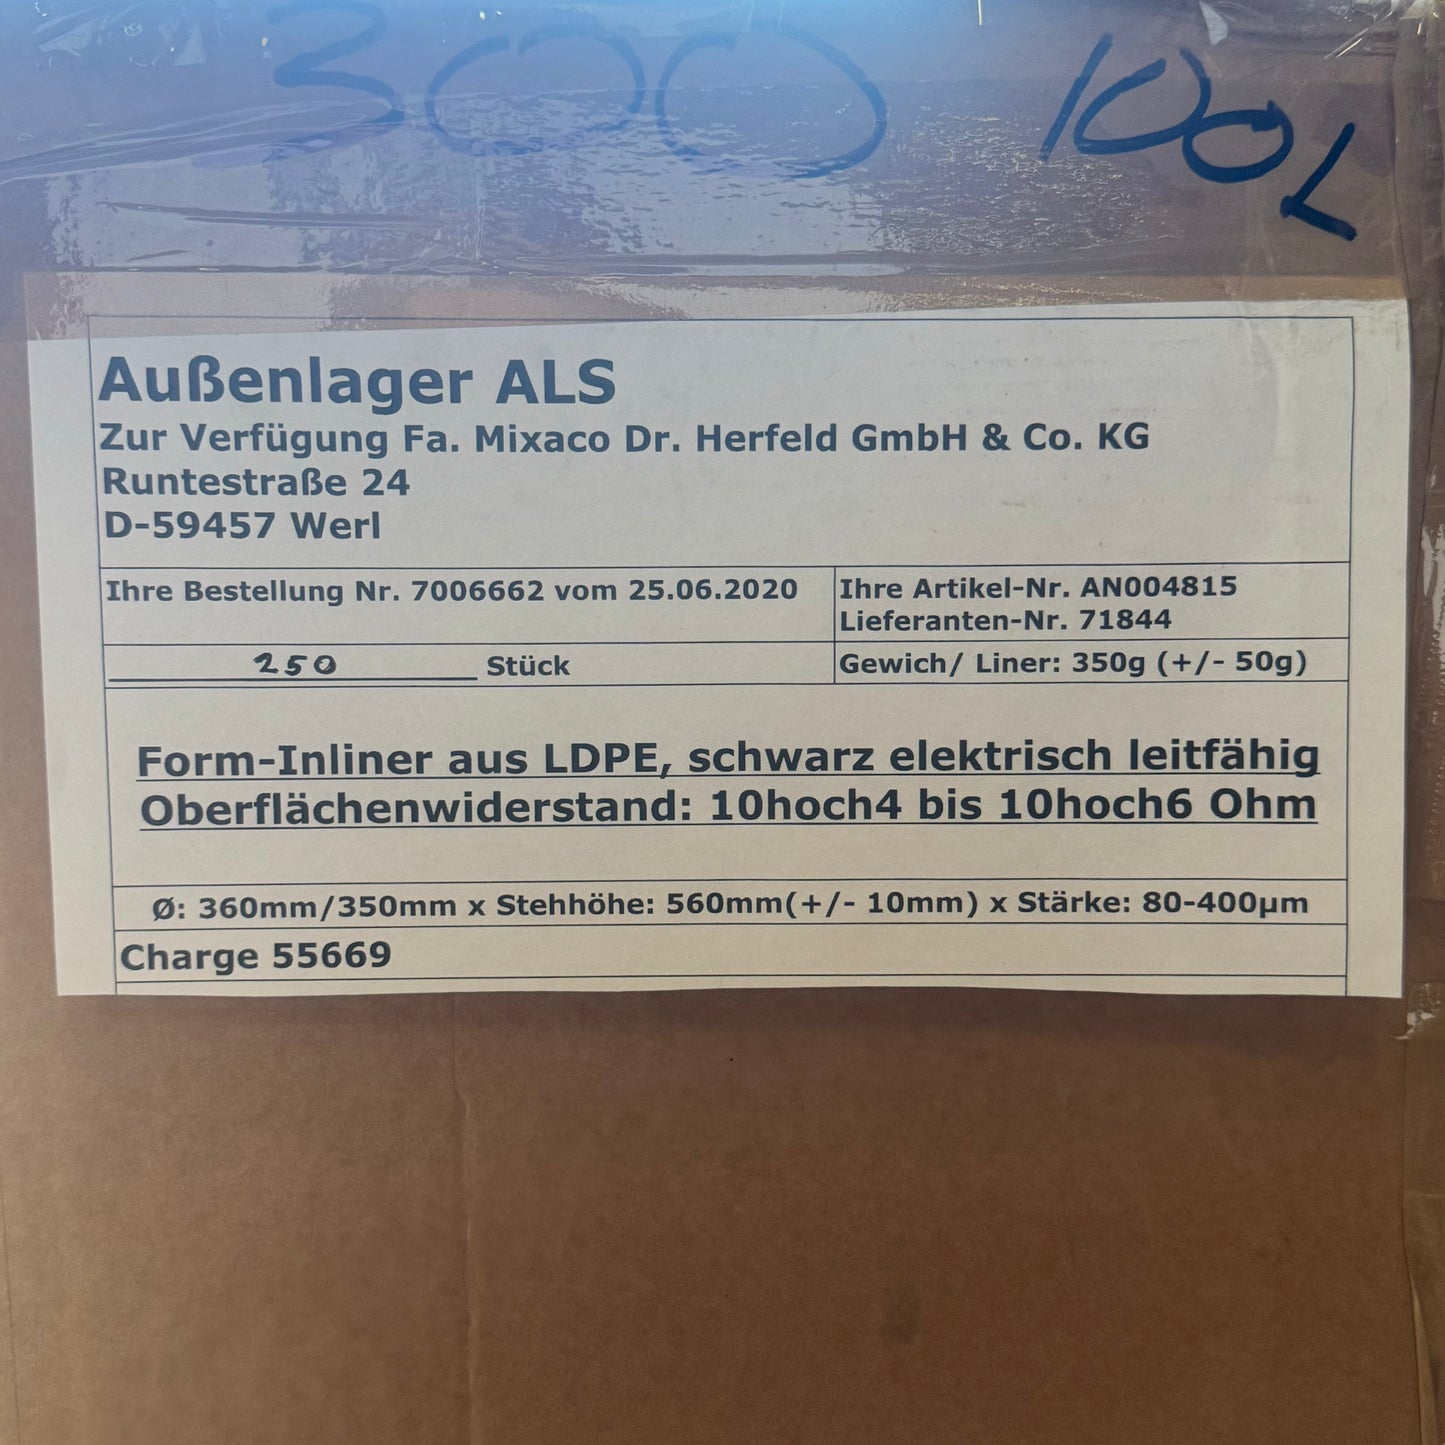 300 100L
Außenlager ALS
Zur Verfügung Fa. Mixaco Dr. Herfeld GmbH & Co. KG
Runtestraße 24
D-59457 Werl
Ihre Bestellung Nr. 7006662 vom 25.06.2020
Ihre Artikel-Nr. AN004815
Lieferanten-Nr. 71844
250 Stück
Gewich/ Liner: 350g (+/- 50g)
Form-Inliner aus LDPE, schwarz elektrisch leitfähig
Oberflächenwiderstand: 10hoch4 bis 10hoch6 Ohm
Ø: 360mm/350mm x Stehhöhe: 560mm(+/- 10mm) x Stärke: 80-400µm
Charge 55669